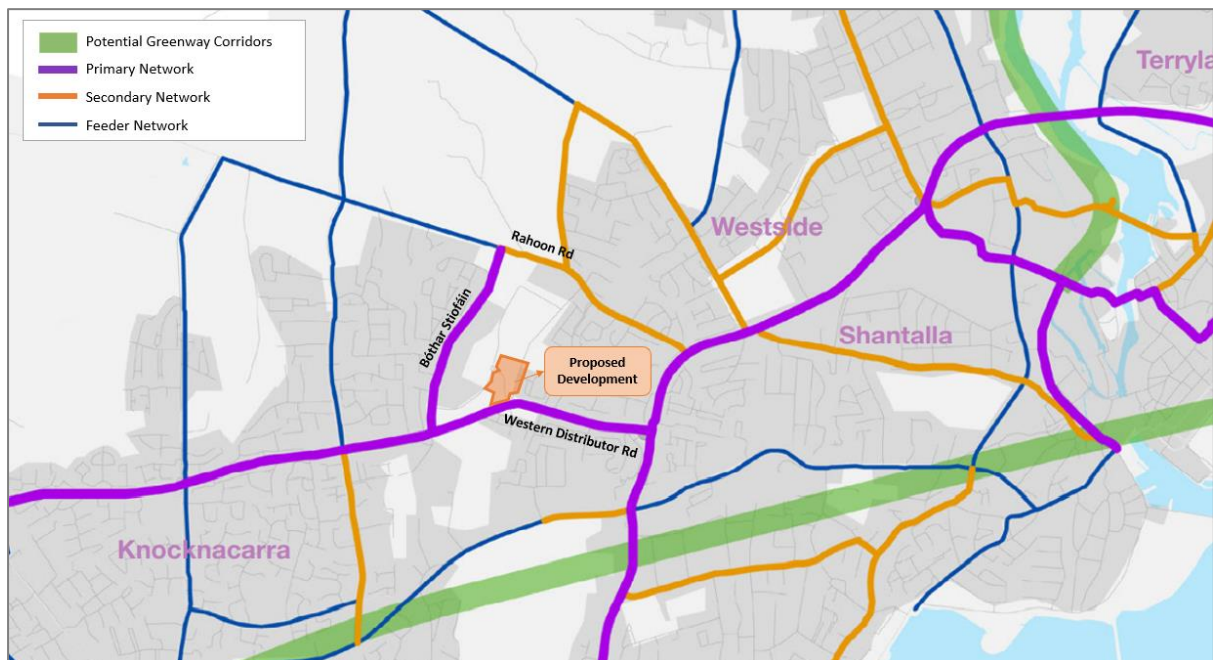 Potential Greenway Corridors
Primary Network
Secondary Network
Feeder Network
Terryla
Westside
Rahoon Rd
Bóthar Stiofáin
Shantalla
Proposed
Development
Western Distributor Rd
Knocknacarra